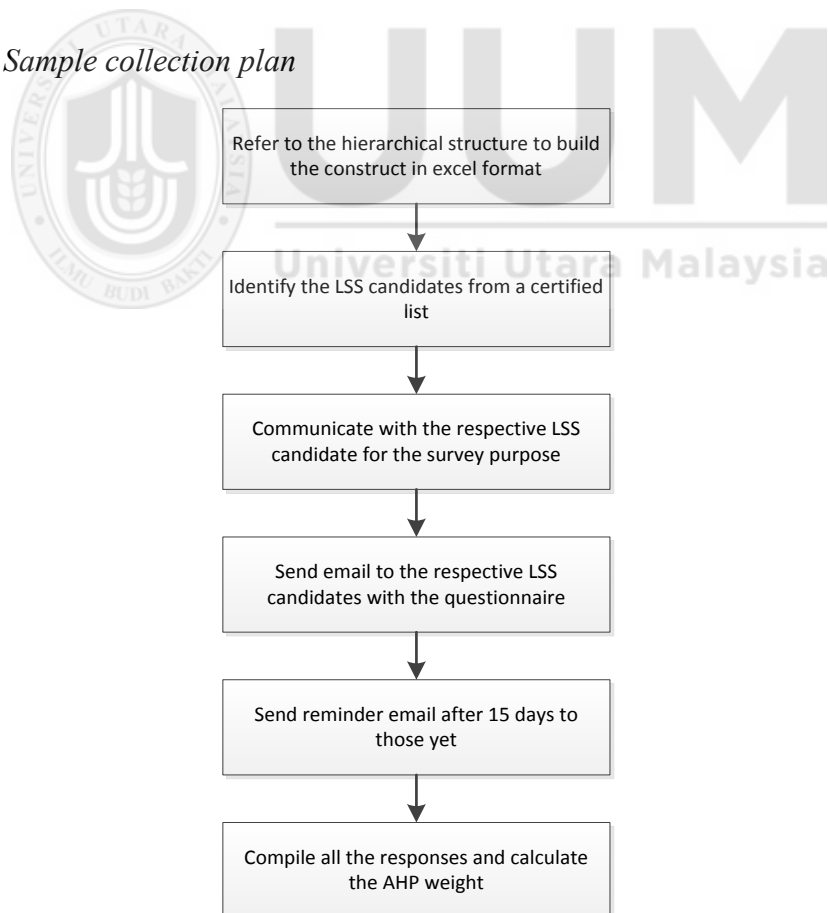 Sample collection plan
UTARA
UNIVERSITI
MALAYSIA
ILMU BUDI BAKTI
UUM
Universiti Utara Malaysia
Refer to the hierarchical structure to build
the construct in excel format
Identify the LSS candidates from a certified
list
Communicate with the respective LSS
candidate for the survey purpose
Send email to the respective LSS
candidates with the questionnaire
Send reminder email after 15 days to
those yet
Compile all the responses and calculate
the AHP weight